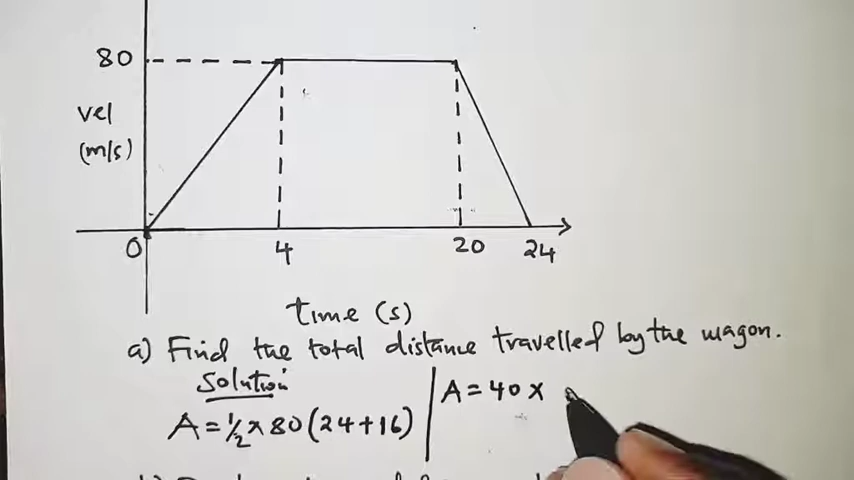 80
vel
(m/s)
0 4 20 24
time (s)
a) Find the total distance travelled by the wagon.
Solution
A = ½ x 80 (24 + 16)
A = 40 x